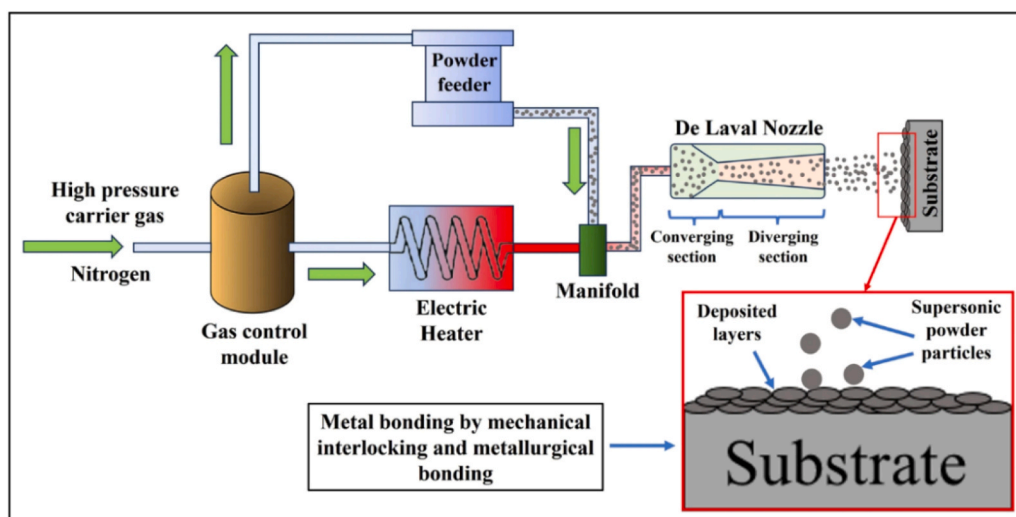 Powder
feeder
De Laval Nozzle
Substrate
High pressure
carrier gas
Nitrogen
Converging
section
Diverging
section
Manifold
Electric
Heater
Gas control
module
Deposited
layers
Supersonic
powder
particles
Metal bonding by mechanical
interlocking and metallurgical
bonding
Substrate